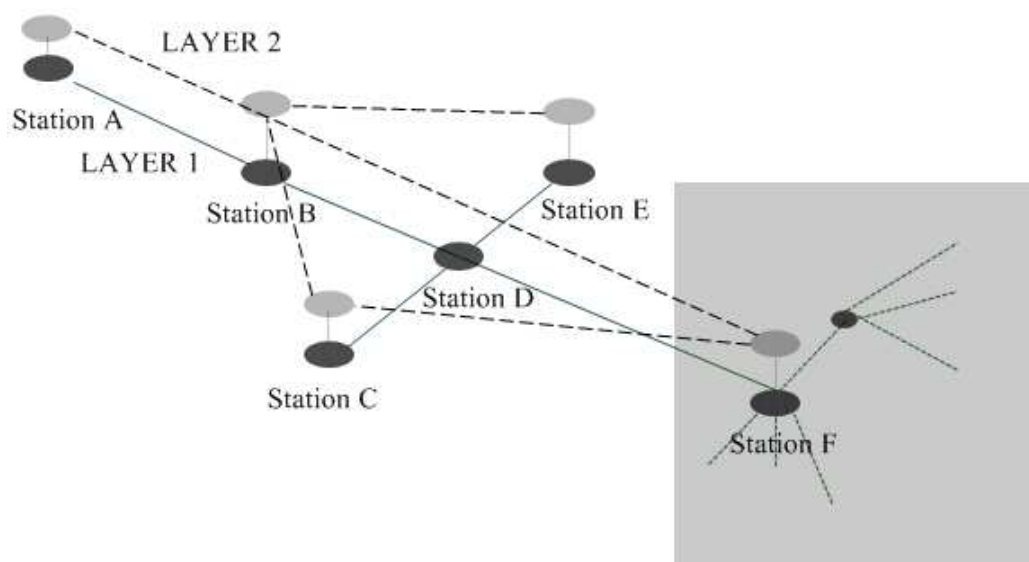 LAYER 2
Station A
LAYER 1
Station B
Station E
Station D
Station C
Station F